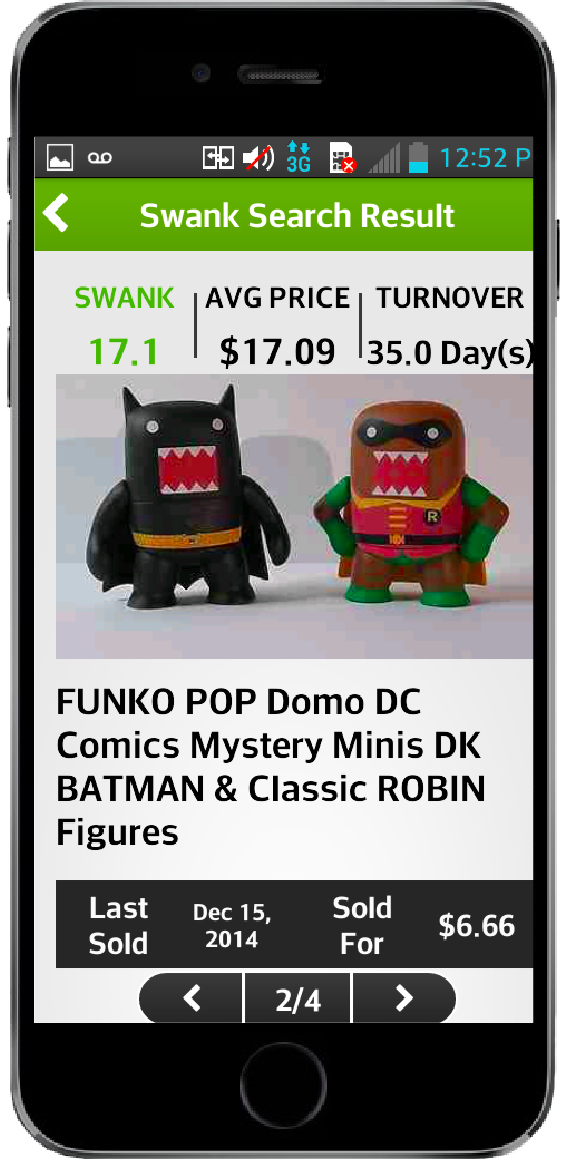 3G 12:52 P
Swank Search Result
SWANK AVG PRICE TURNOVER
17.1 $17.09 35.0 Day(s)
R
FUNKO POP Domo DC
Comics Mystery Minis DK
BATMAN & Classic ROBIN
Figures
Last Sold Dec 15, 2014 Sold For $6.66
2/4